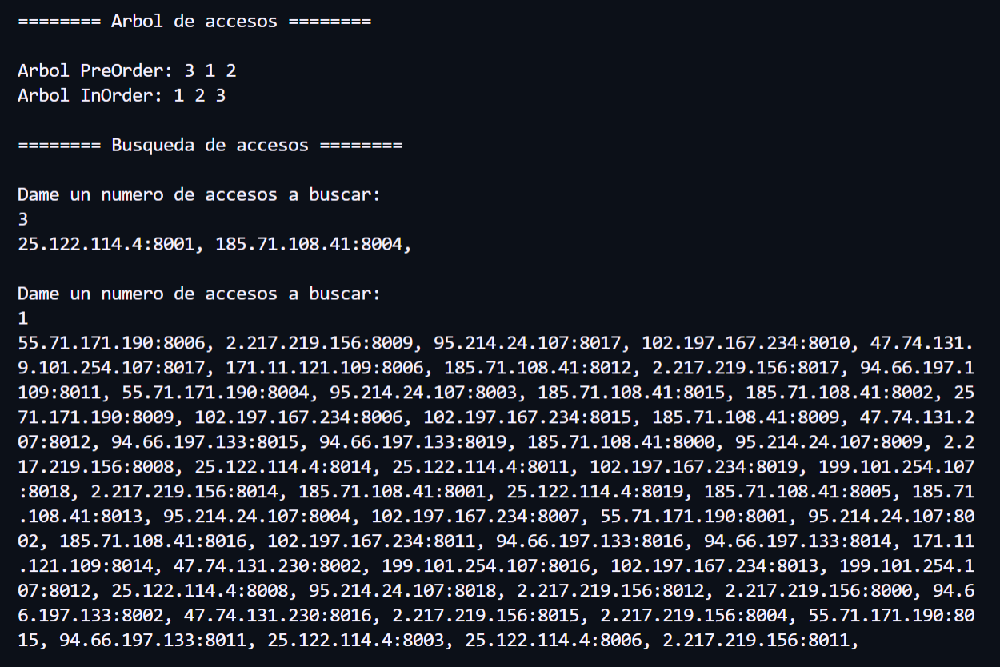 ======== Arbol de accesos ========
Arbol PreOrder: 3 1 2
Arbol InOrder: 1 2 3
======== Busqueda de accesos ========
Dame un numero de accesos a buscar:
3
25.122.114.4:8001, 185.71.108.41:8004,
Dame un numero de accesos a buscar:
1
55.71.171.190:8006, 2.217.219.156:8009, 95.214.24.107:8017, 102.197.167.234:8010, 47.74.131.
9.101.254.107:8017, 171.11.121.109:8006, 185.71.108.41:8012, 2.217.219.156:8017, 94.66.197.1
109:8011, 55.71.171.190:8004, 95.214.24.107:8003, 185.71.108.41:8015, 185.71.108.41:8002, 25
71.171.190:8009, 102.197.167.234:8006, 102.197.167.234:8015, 185.71.108.41:8009, 47.74.131.2
07:8012, 94.66.197.133:8015, 94.66.197.133:8019, 185.71.108.41:8000, 95.214.24.107:8009, 2.2
17.219.156:8008, 25.122.114.4:8014, 25.122.114.4:8011, 102.197.167.234:8019, 199.101.254.107
:8018, 2.217.219.156:8014, 185.71.108.41:8001, 25.122.114.4:8019, 185.71.108.41:8005, 185.71
.108.41:8013, 95.214.24.107:8004, 102.197.167.234:8007, 55.71.171.190:8001, 95.214.24.107:80
02, 185.71.108.41:8016, 102.197.167.234:8011, 94.66.197.133:8016, 94.66.197.133:8014, 171.11
.121.109:8014, 47.74.131.230:8002, 199.101.254.107:8016, 102.197.167.234:8013, 199.101.254.1
07:8012, 25.122.114.4:8008, 95.214.24.107:8018, 2.217.219.156:8012, 2.217.219.156:8000, 94.6
6.197.133:8002, 47.74.131.230:8016, 2.217.219.156:8015, 2.217.219.156:8004, 55.71.171.190:80
15, 94.66.197.133:8011, 25.122.114.4:8003, 25.122.114.4:8006, 2.217.219.156:8011,